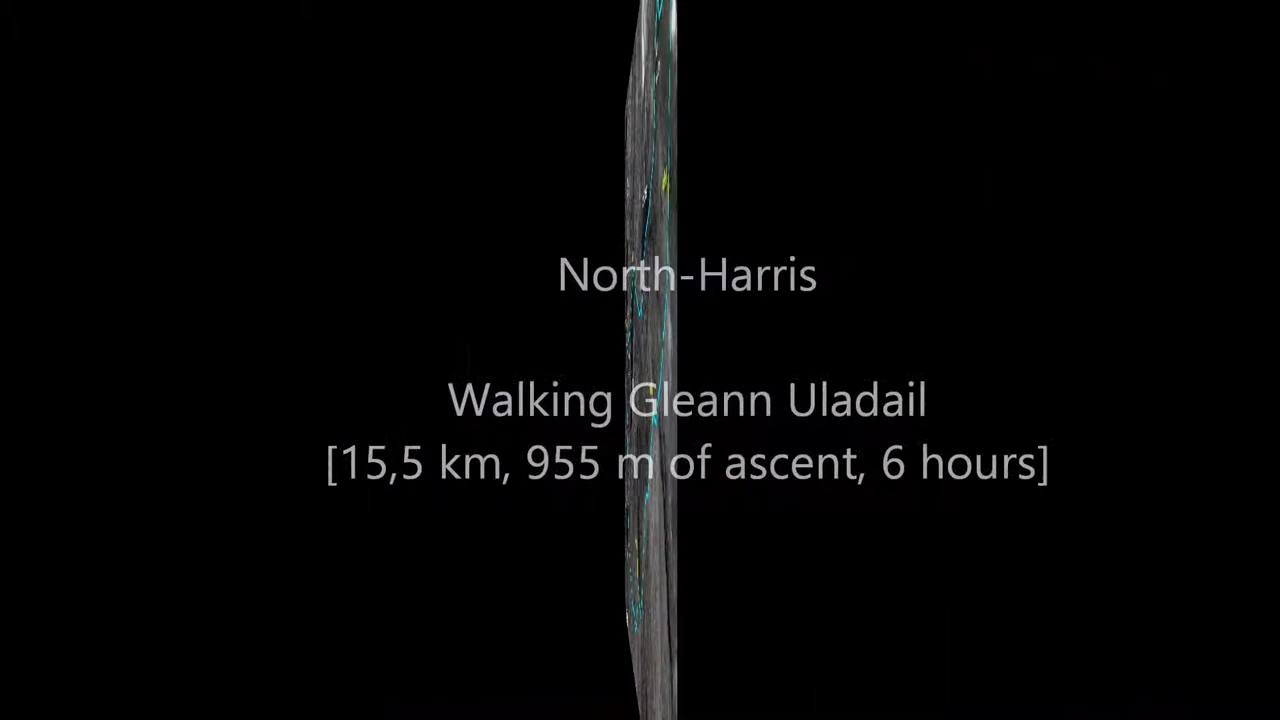 North-Harris
Walking Gleann Uladail
[15,5 km, 955 m of ascent, 6 hours]